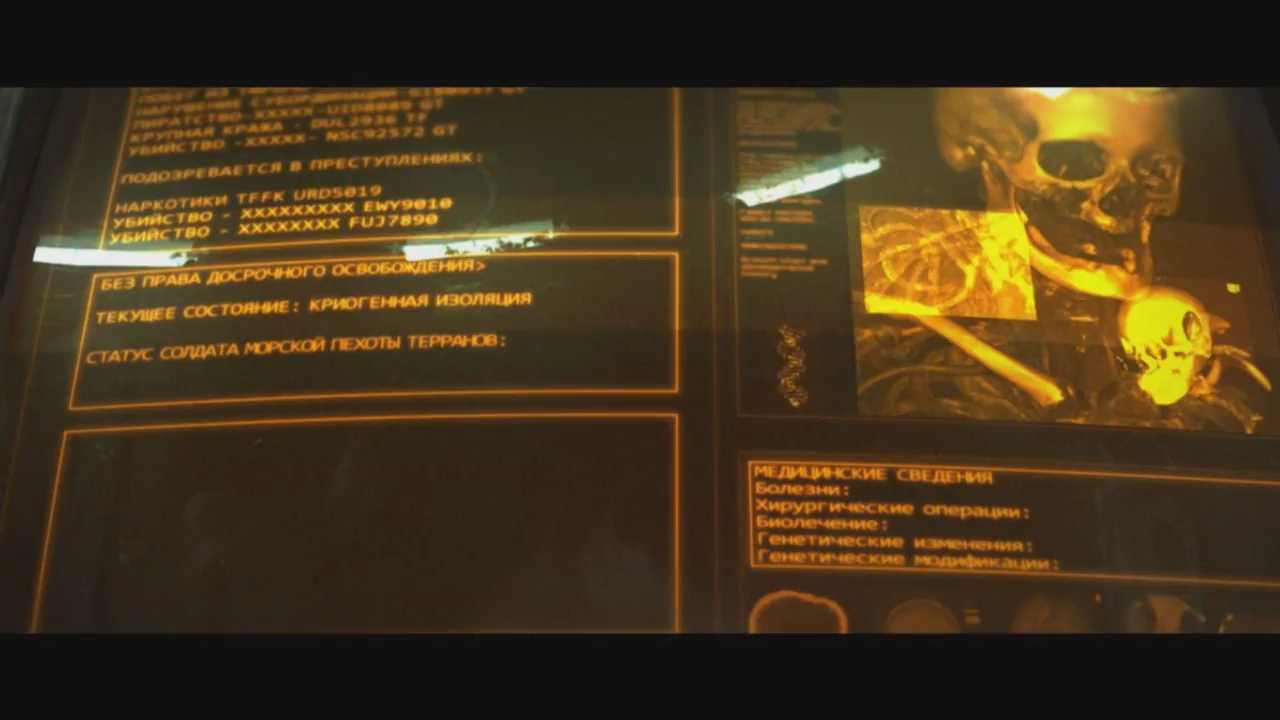 НАРУШЕНИЕ СУБОРДИНАЦИИ
ПИРАТСТВО-XXXXX-UID8089 GT
КРУПНАЯ КРАЖА - DUL2936 TF
УБИЙСТВО -XXXXX- NSC92572 GT
ПОДОЗРЕВАЕТСЯ В ПРЕСТУПЛЕНИЯХ:
НАРКОТИКИ TFFK URD5019
УБИЙСТВО - XXXXXXXXX EWY9010
УБИЙСТВО - XXXXXXXX FUJ7890
БЕЗ ПРАВА ДОСРОЧНОГО ОСВОБОЖДЕНИЯ>
ТЕКУЩЕЕ СОСТОЯНИЕ: КРИОГЕННАЯ ИЗОЛЯЦИЯ
СТАТУС СОЛДАТА МОРСКОЙ ПЕХОТЫ ТЕРРАНОВ:
МЕДИЦИНСКИЕ СВЕДЕНИЯ
Болезни:
Хирургические операции:
Биолечение:
Генетические изменения:
Генетические модификации: